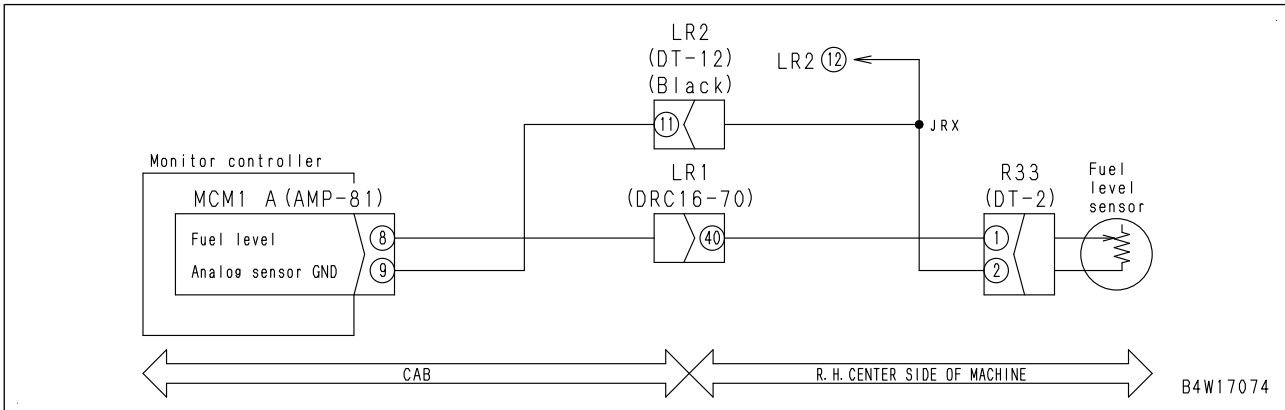 LR2
(DT-12)
(Black)
LR2 ⑫
⑪
JRX
Monitor controller
MCM1 A (AMP-81)
LR1
(DRC16-70)
R33
(DT-2)
Fuel
level
sensor
Fuel level
⑧
㊵
①
Analog sensor GND
⑨
②
CAB
R.H. CENTER SIDE OF MACHINE
B4W17074